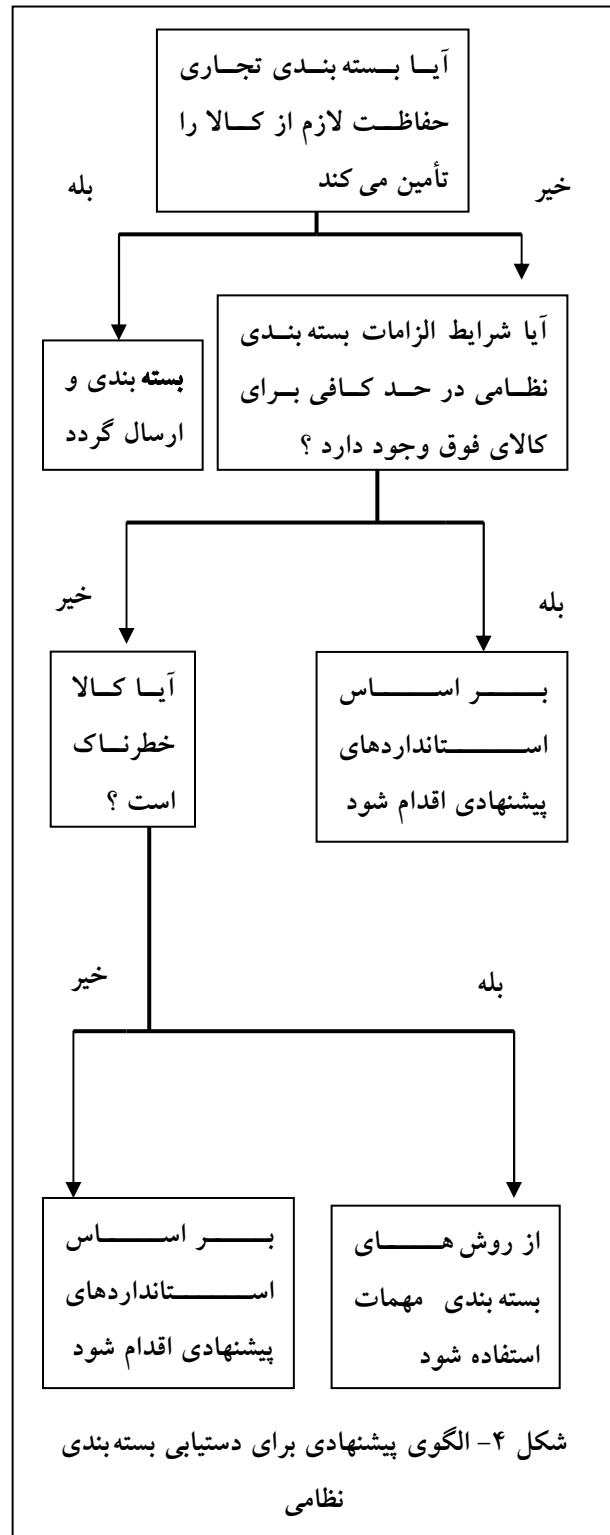 آیا بسته بندی تجاری
حفاظت لازم از کالا را
تأمین می کند
خیر
بله
آیا شرایط الزامات بسته بندی
نظامی در حد کافی برای
کالای فوق وجود دارد ؟
بسته بندی و
ارسال گردد
بله
خیر
بر اساس
استانداردهای
پیشنهادی اقدام شود
آیا کالا
خطرناک
است ؟
بله
خیر
از روش های
بسته بندی مهمات
استفاده شود
بر اساس
استانداردهای
پیشنهادی اقدام شود
شکل ۴- الگوی پیشنهادی برای دستیابی بسته بندی
نظامی